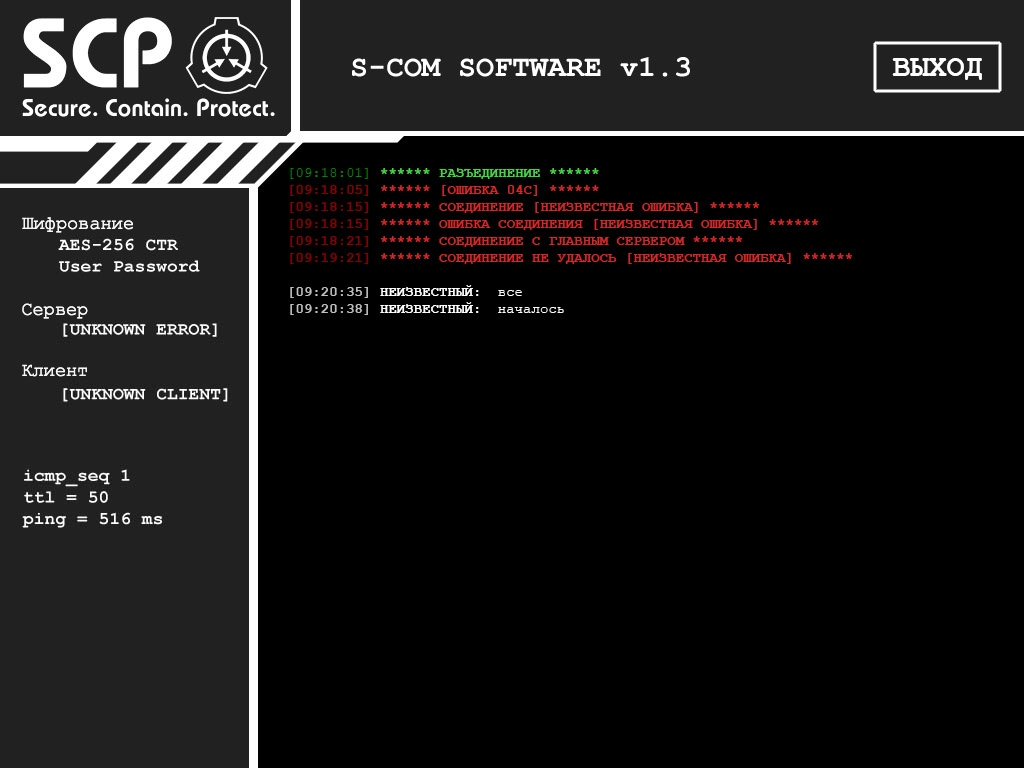 SCP
Secure. Contain. Protect.
S-COM SOFTWARE v1.3
ВЫХОД
[09:18:01] ****** РАЗЪЕДИНЕНИЕ ******
[09:18:05] ****** [ОШИБКА 04C] ******
[09:18:15] ****** СОЕДИНЕНИЕ [НЕИЗВЕСТНАЯ ОШИБКА] ******
[09:18:15] ****** ОШИБКА СОЕДИНЕНИЯ [НЕИЗВЕСТНАЯ ОШИБКА] ******
[09:18:21] ****** СОЕДИНЕНИЕ С ГЛАВНЫМ СЕРВЕРОМ ******
[09:19:21] ****** СОЕДИНЕНИЕ НЕ УДАЛОСЬ [НЕИЗВЕСТНАЯ ОШИБКА] ******
[09:20:35] НЕИЗВЕСТНЫЙ: все
[09:20:38] НЕИЗВЕСТНЫЙ: началось
Шифрование
AES-256 CTR
User Password
Сервер
[UNKNOWN ERROR]
Клиент
[UNKNOWN CLIENT]
icmp_seq 1
ttl = 50
ping = 516 ms